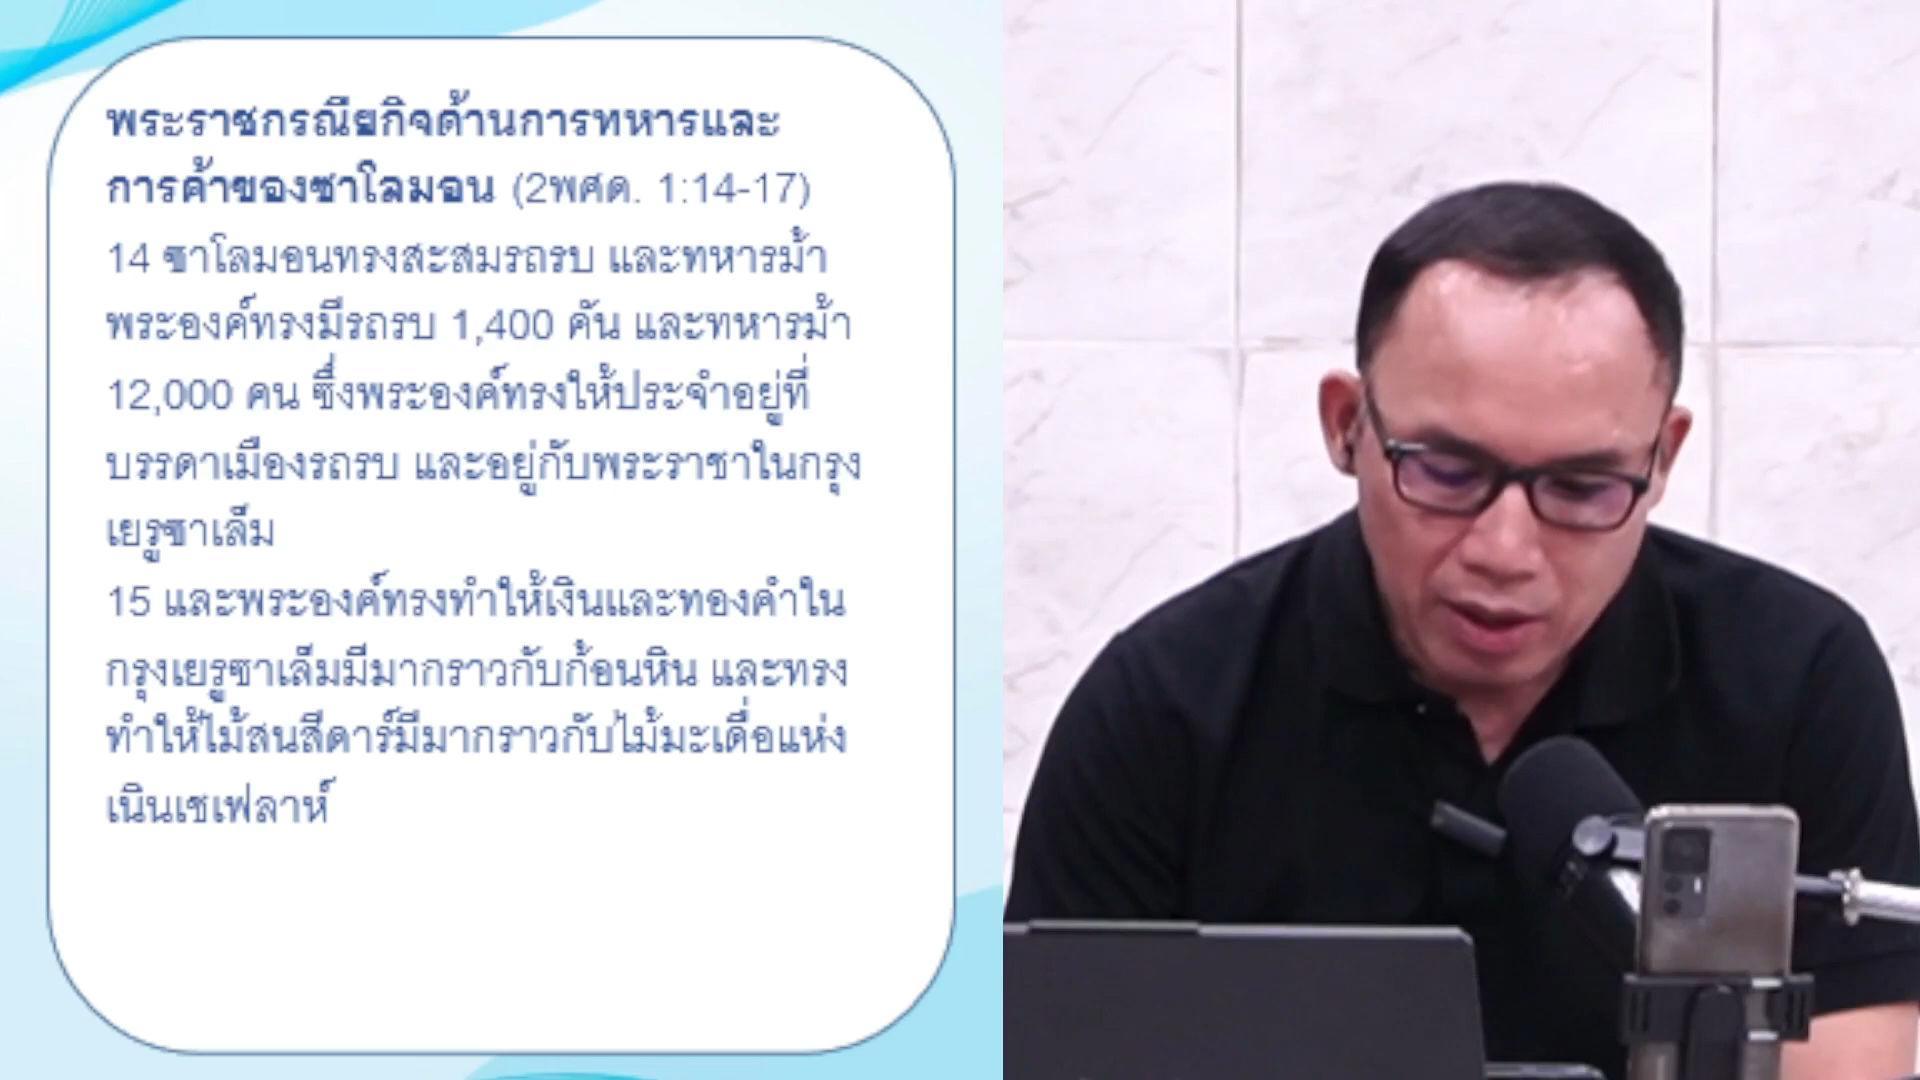 พระราชกรณียกิจด้านการทหารและ
การค้าของซาโลมอน (2พศด. 1:14-17)
14 ซาโลมอนทรงสะสมรถรบ และทหารม้า
พระองค์ทรงมีรถรบ 1,400 คัน และทหารม้า
12,000 คน ซึ่งพระองค์ทรงให้ประจำอยู่ที่
บรรดาเมืองรถรบ และอยู่กับพระราชาในกรุง
เยรูซาเล็ม
15 และพระองค์ทรงทำให้เงินและทองคำใน
กรุงเยรูซาเล็มมีมากราวกับก้อนหิน และทรง
ทำให้ไม้สนสีดาร์มีมากราวกับไม้มะเดื่อแห่ง
เนินเชเฟลาห์